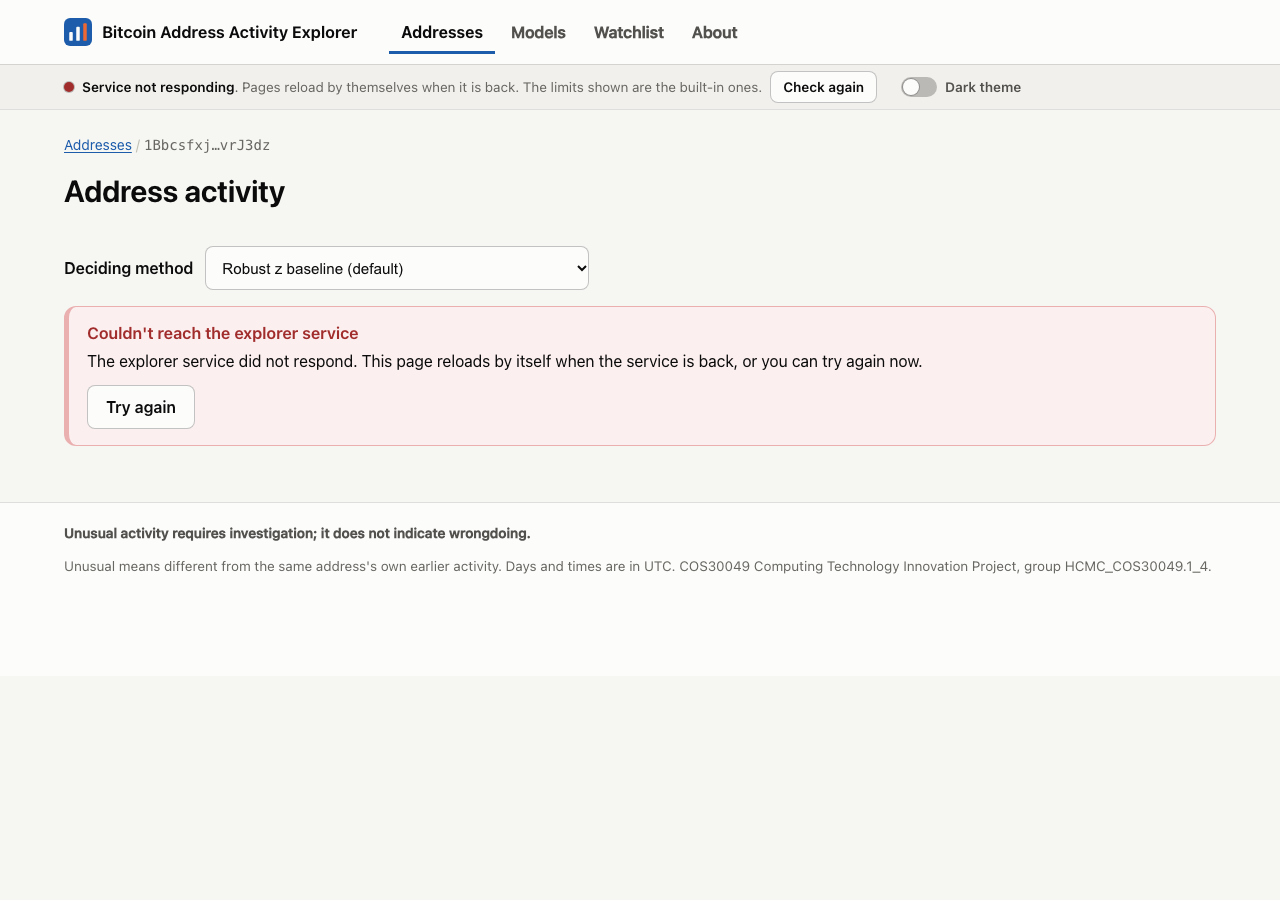 Bitcoin Address Activity Explorer Addresses Models Watchlist About
Service not responding. Pages reload by themselves when it is back. The limits shown are the built-in ones. Check again Dark theme
Addresses / 1Bbcsfxj…vrJ3dz
Address activity
Deciding method Robust z baseline (default)
Couldn't reach the explorer service
The explorer service did not respond. This page reloads by itself when the service is back, or you can try again now.
Try again
Unusual activity requires investigation; it does not indicate wrongdoing.
Unusual means different from the same address's own earlier activity. Days and times are in UTC. COS30049 Computing Technology Innovation Project, group HCMC_COS30049.1_4.